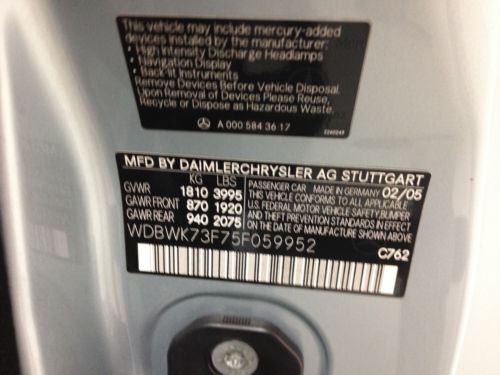 This vehicle may include mercury-added
devices installed by the manufacturer:
- High Intensity Discharge Headlamps
- Navigation Display
- Back-lit Instruments
Remove Devices Before Vehicle Disposal.
Upon Removal of Devices Please Reuse,
Recycle or Dispose as Hazardous Waste.
A 000 584 36 17
MFD BY DAIMLERCHRYSLER AG STUTTGART
KG LBS
GVWR 1810 3995
GAWR FRONT 870 1920
GAWR REAR 940 2075
PASSENGER CAR MADE IN GERMANY 02/05
THIS VEHICLE CONFORMS TO ALL APPLICABLE
U.S. FEDERAL MOTOR VEHICLE SAFETY, BUMPER
AND THEFT PREVENTION STANDARDS IN EFFECT
ON THE DATE OF MANUFACTURE SHOWN ABOVE
WDBWK73F75F059952
C762